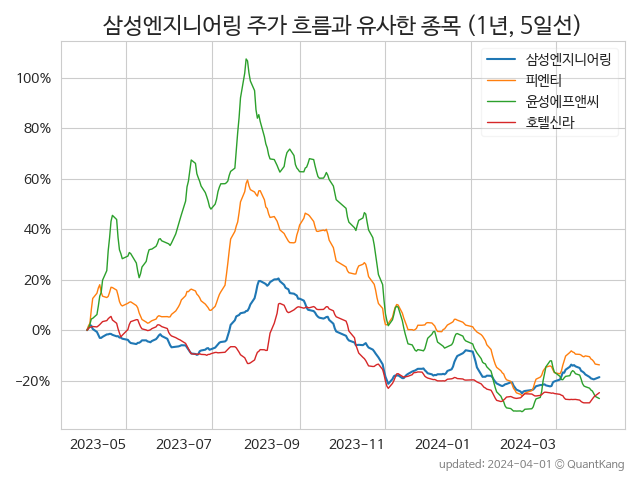 삼성엔지니어링 주가 흐름과 유사한 종목 (1년, 5일선)
삼성엔지니어링
피엔티
윤성에프앤씨
호텔신라
100%
80%
60%
40%
20%
0%
−20%
2023-05
2023-07
2023-09
2023-11
2024-01
2024-03
updated: 2024-04-01 © QuantKang